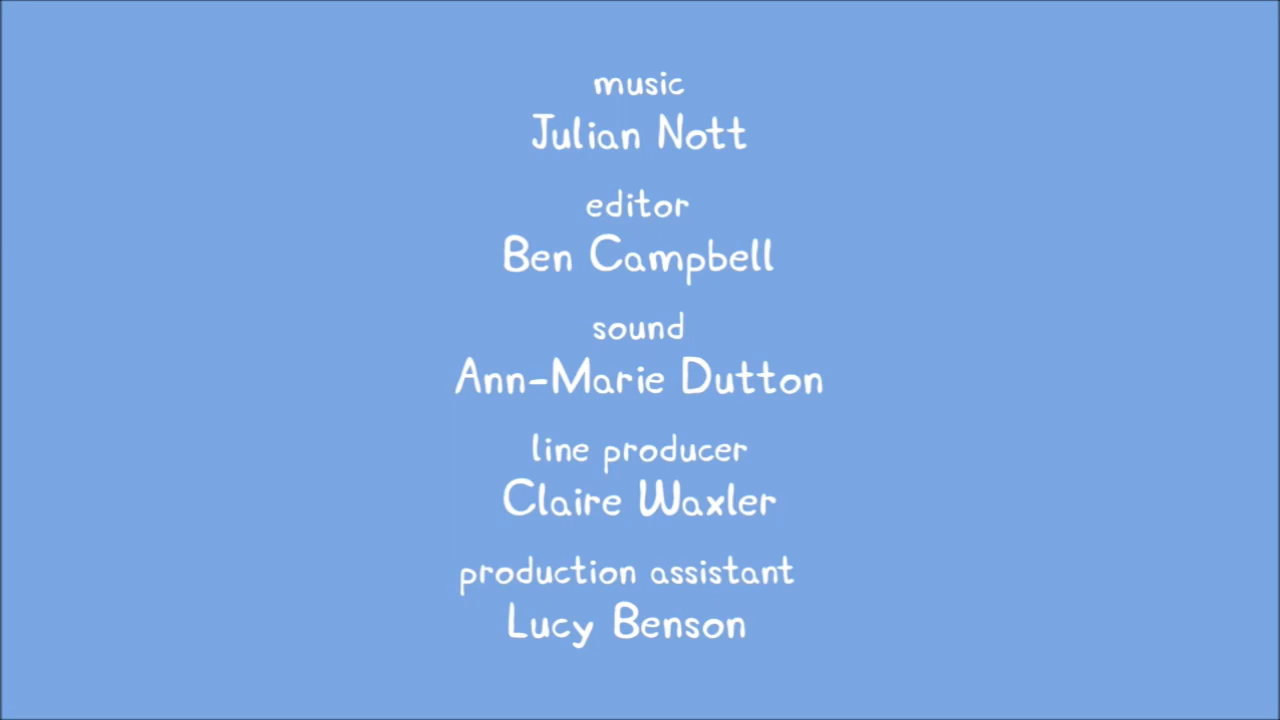 music
Julian Nott
editor
Ben Campbell
sound
Ann-Marie Dutton
line producer
Claire Waxler
production assistant
Lucy Benson